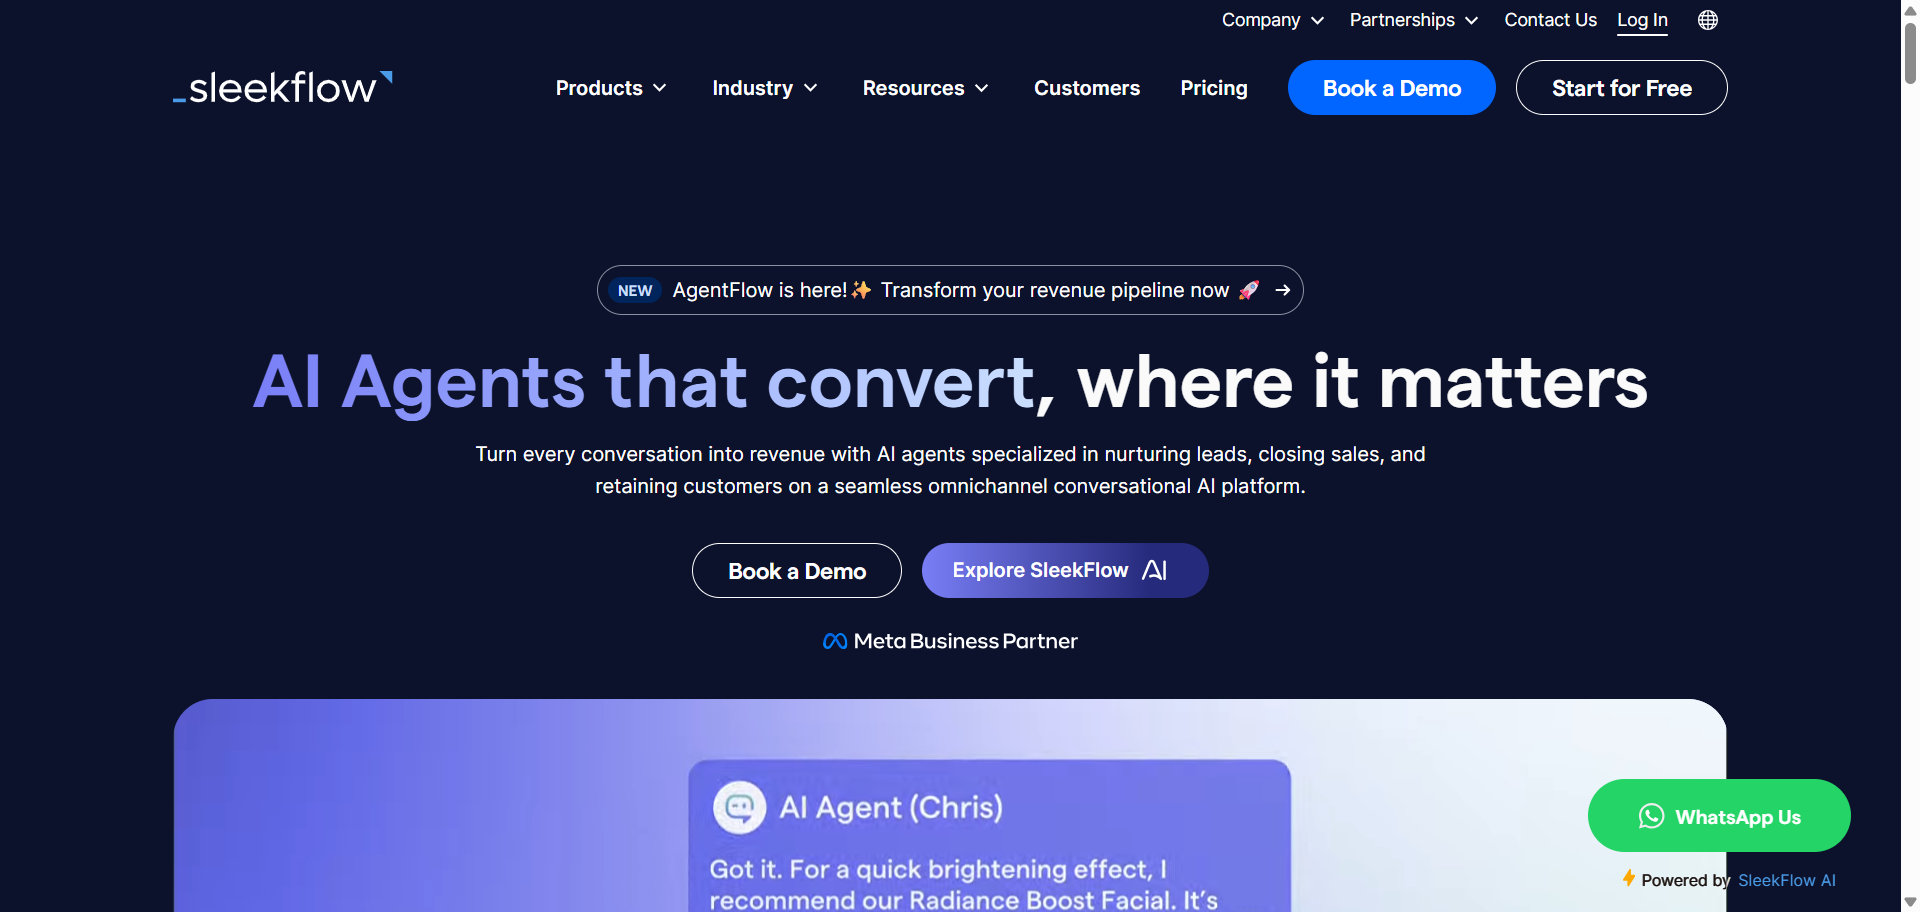 Company Partnerships Contact Us Log In
_sleekflow Products Industry Resources Customers Pricing Book a Demo Start for Free
NEW AgentFlow is here!✨ Transform your revenue pipeline now 🚀 →
AI Agents that convert, where it matters
Turn every conversation into revenue with AI agents specialized in nurturing leads, closing sales, and
retaining customers on a seamless omnichannel conversational AI platform.
Book a Demo Explore SleekFlow AI
Meta Business Partner
AI Agent (Chris)
Got it. For a quick brightening effect, I
recommend our Radiance Boost Facial. It's
WhatsApp Us
⚡ Powered by SleekFlow AI